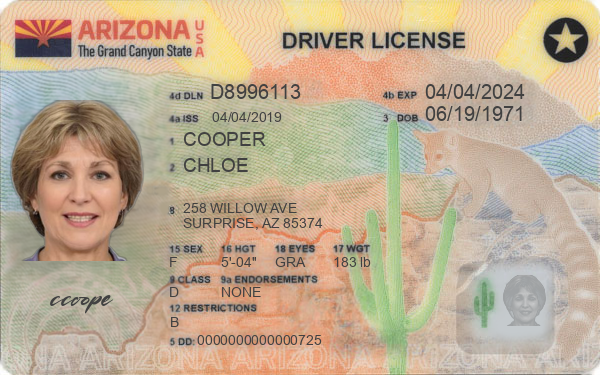 ARIZONA USA
The Grand Canyon State
DRIVER LICENSE
4d DLN D8996113 4b EXP 04/04/2024
4a ISS 04/04/2019 3 DOB 06/19/1971
1 COOPER
2 CHLOE
8 258 WILLOW AVE
SURPRISE, AZ 85374
15 SEX 16 HGT 18 EYES 17 WGT
F 5'-04" GRA 183 lb
9 CLASS 9a ENDORSEMENTS
D NONE
12 RESTRICTIONS
B
5 DD: 0000000000000725
ccoope
ARIZONA ARIZONA ARIZONA ARIZONA